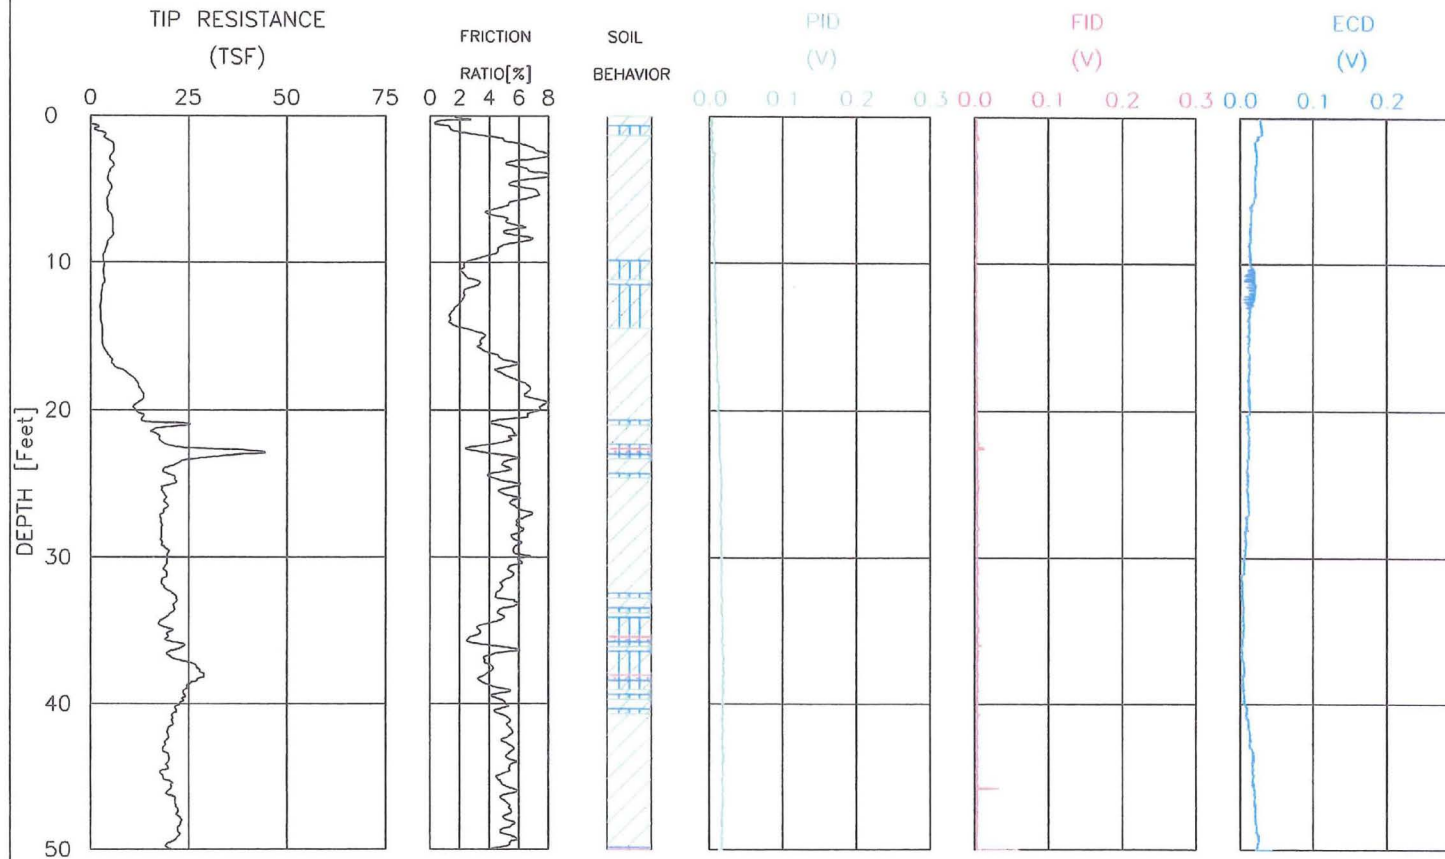 TIP RESISTANCE
(TSF)
0 25 50 75
FRICTION
RATIO[%]
0 2 4 6 8
SOIL
BEHAVIOR
PID
(V)
0.0 0.1 0.2 0.3
FID
(V)
0.0 0.1 0.2 0.3
ECD
(V)
0.0 0.1 0.2
DEPTH [Feet]
0
10
20
30
40
50